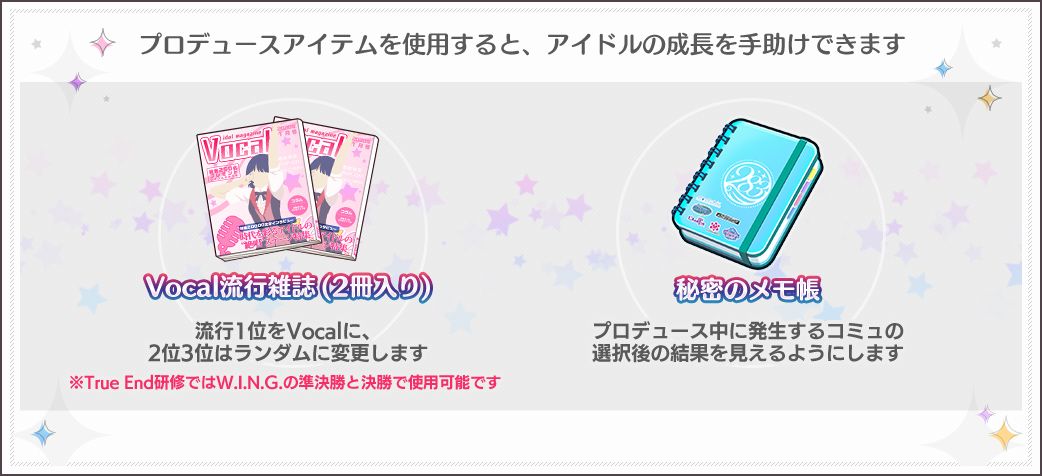 プロデュースアイテムを使用すると、アイドルの成長を手助けできます
idol magazine
Vocal
Vocal流行雑誌(2冊入り)
流行1位をVocalに、
2位3位はランダムに変更します
※True End研修ではW.I.N.G.の準決勝と決勝で使用可能です
283
秘密のメモ帳
プロデュース中に発生するコミュの
選択後の結果を見えるようにします